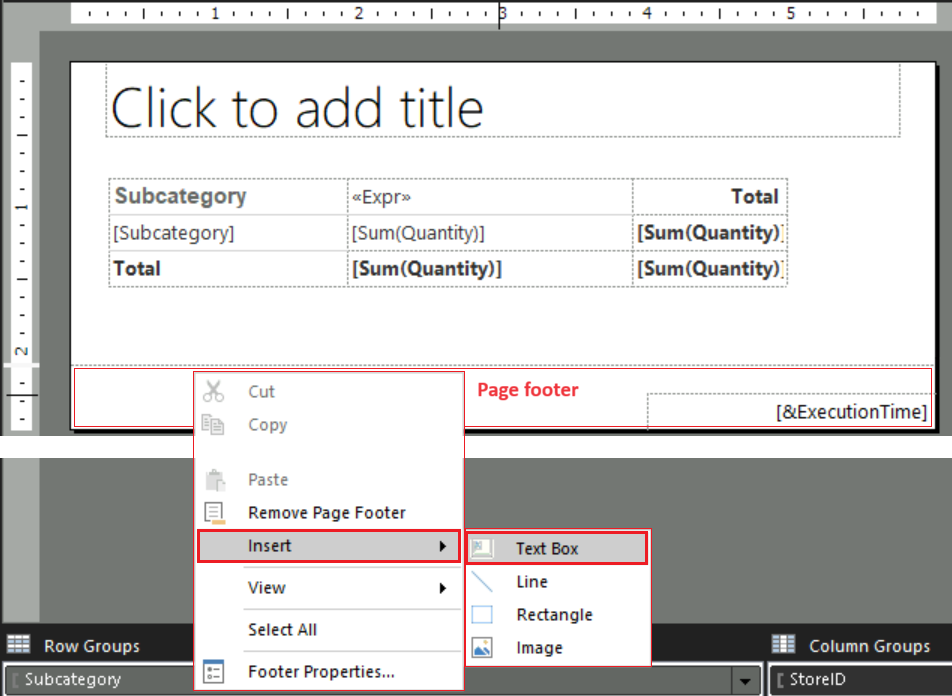 1 2 3 4 5
Click to add title
Subcategory «Expr» Total
[Subcategory] [Sum(Quantity)] [Sum(Quantity)]
Total [Sum(Quantity)] [Sum(Quantity)]
1
2
Page footer
[&ExecutionTime]
Cut
Copy
Paste
Remove Page Footer
Insert
Text Box
Line
View
Rectangle
Select All
Image
Footer Properties...
Row Groups
Column Groups
[ Subcategory
[ StoreID